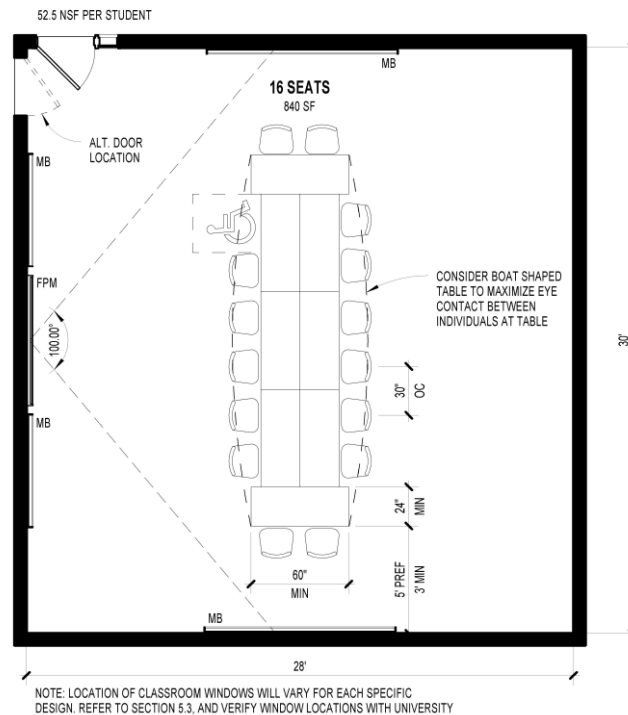 52.5 NSF PER STUDENT
MB
16 SEATS
840 SF
ALT. DOOR
LOCATION
MB
FPM
100.00°
CONSIDER BOAT SHAPED
TABLE TO MAXIMIZE EYE
CONTACT BETWEEN
INDIVIDUALS AT TABLE
30'
30"
OC
MB
24"
MIN
60"
MIN
5' PREF
3' MIN
MB
28'
NOTE: LOCATION OF CLASSROOM WINDOWS WILL VARY FOR EACH SPECIFIC
DESIGN. REFER TO SECTION 5.3, AND VERIFY WINDOW LOCATIONS WITH UNIVERSITY